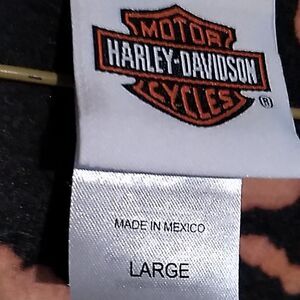 MOTOR
HARLEY-DAVIDSON
CYCLES
®
MADE IN MEXICO
LARGE